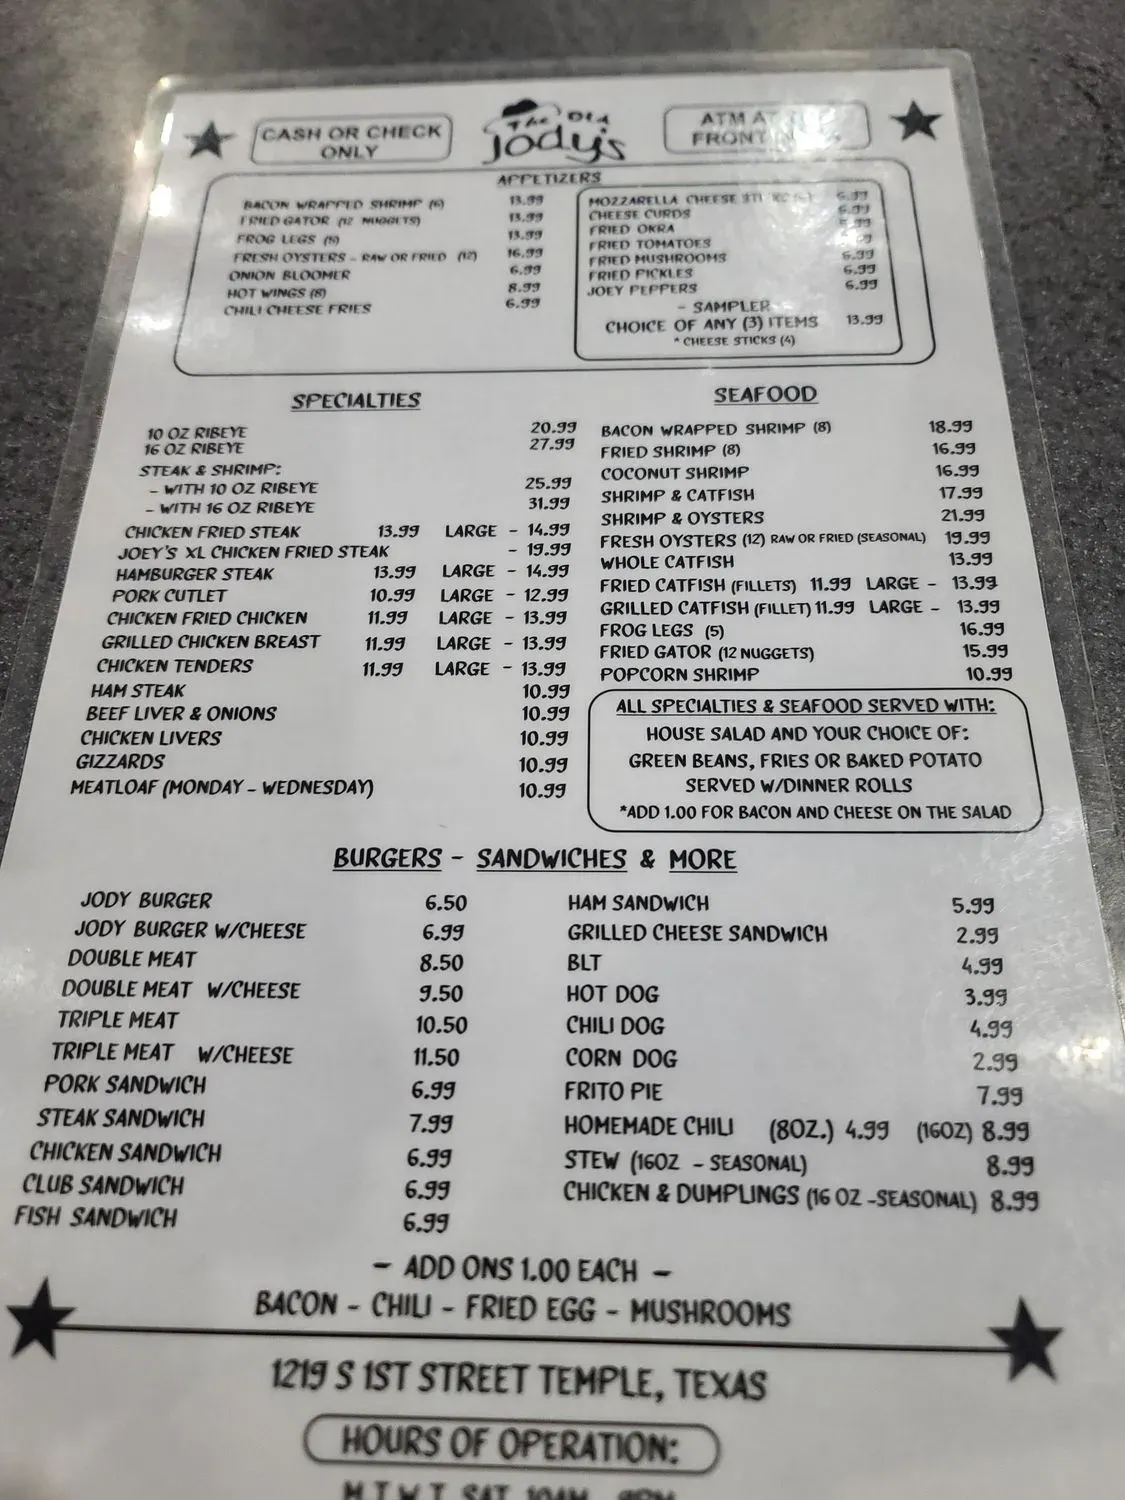 CASH OR CHECK
ONLY
The Old
Jody's
ATM AT
FRONT
APPETIZERS
BACON WRAPPED SHRIMP (6) 13.99
FRIED GATOR (12 NUGGETS) 13.99
FROG LEGS 13.99
FRESH OYSTERS - RAW OR FRIED (12) 16.99
ONION BLOOMER 6.99
HOT WINGS (8) 8.99
CHILI CHEESE FRIES 6.99
MOZZARELLA CHEESE 6.99
CHEESE CURDS 6.99
FRIED OKRA
FRIED TOMATOES
FRIED MUSHROOMS 6.99
FRIED PICKLES 6.99
JOEY PEPPERS 6.99
- SAMPLER
CHOICE OF ANY (3) ITEMS 13.99
* CHEESE STICKS (4)
SPECIALTIES
10 OZ RIBEYE 20.99
16 OZ RIBEYE 27.99
STEAK & SHRIMP:
- WITH 10 OZ RIBEYE 25.99
- WITH 16 OZ RIBEYE 31.99
CHICKEN FRIED STEAK 13.99 LARGE - 14.99
JOEY'S XL CHICKEN FRIED STEAK - 19.99
HAMBURGER STEAK 13.99 LARGE - 14.99
PORK CUTLET 10.99 LARGE - 12.99
CHICKEN FRIED CHICKEN 11.99 LARGE - 13.99
GRILLED CHICKEN BREAST 11.99 LARGE - 13.99
CHICKEN TENDERS 11.99 LARGE - 13.99
HAM STEAK 10.99
BEEF LIVER & ONIONS 10.99
CHICKEN LIVERS 10.99
GIZZARDS 10.99
MEATLOAF (MONDAY - WEDNESDAY) 10.99
SEAFOOD
BACON WRAPPED SHRIMP (8) 18.99
FRIED SHRIMP (8) 16.99
COCONUT SHRIMP 16.99
SHRIMP & CATFISH 17.99
SHRIMP & OYSTERS 21.99
FRESH OYSTERS (12) RAW OR FRIED (SEASONAL) 19.99
WHOLE CATFISH 13.99
FRIED CATFISH (FILLETS) 11.99 LARGE - 13.99
GRILLED CATFISH (FILLET) 11.99 LARGE - 13.99
FROG LEGS (5) 16.99
FRIED GATOR (12 NUGGETS) 15.99
POPCORN SHRIMP 10.99
ALL SPECIALTIES & SEAFOOD SERVED WITH:
HOUSE SALAD AND YOUR CHOICE OF:
GREEN BEANS, FRIES OR BAKED POTATO
SERVED W/DINNER ROLLS
*ADD 1.00 FOR BACON AND CHEESE ON THE SALAD
BURGERS - SANDWICHES & MORE
JODY BURGER 6.50
JODY BURGER W/CHEESE 6.99
DOUBLE MEAT 8.50
DOUBLE MEAT W/CHEESE 9.50
TRIPLE MEAT 10.50
TRIPLE MEAT W/CHEESE 11.50
PORK SANDWICH 6.99
STEAK SANDWICH 7.99
CHICKEN SANDWICH 6.99
CLUB SANDWICH 6.99
FISH SANDWICH 6.99
HAM SANDWICH 5.99
GRILLED CHEESE SANDWICH 2.99
BLT 4.99
HOT DOG 3.99
CHILI DOG 4.99
CORN DOG 2.99
FRITO PIE 7.99
HOMEMADE CHILI (8OZ.) 4.99 (16OZ) 8.99
STEW (16OZ - SEASONAL) 8.99
CHICKEN & DUMPLINGS (16 OZ -SEASONAL) 8.99
- ADD ONS 1.00 EACH -
BACON - CHILI - FRIED EGG - MUSHROOMS
1219 S 1ST STREET TEMPLE, TEXAS
HOURS OF OPERATION:
M,T,W,T, SAT 10AM - 9PM